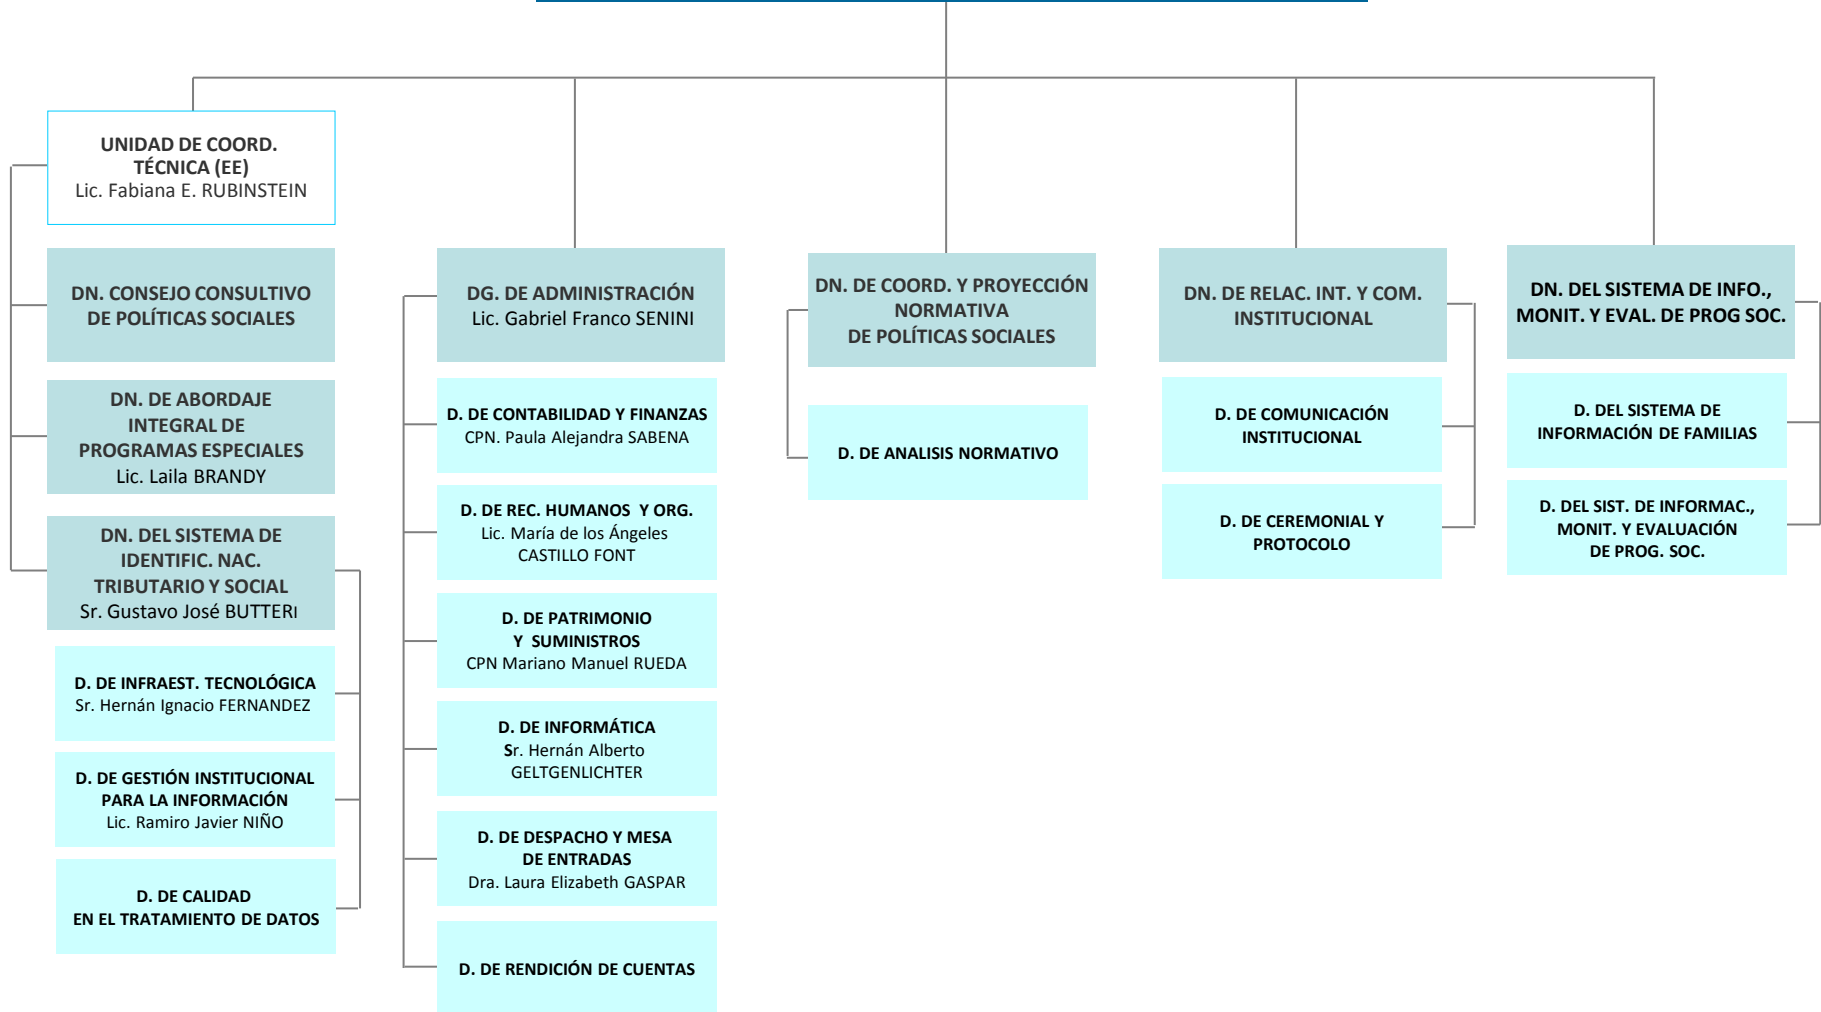 UNIDAD DE COORD.
TÉCNICA (EE)
Lic. Fabiana E. RUBINSTEIN
DN. CONSEJO CONSULTIVO
DE POLÍTICAS SOCIALES
DN. DE ABORDAJE
INTEGRAL DE
PROGRAMAS ESPECIALES
Lic. Laila BRANDY
DN. DEL SISTEMA DE
IDENTIFIC. NAC.
TRIBUTARIO Y SOCIAL
Sr. Gustavo José BUTTERI
D. DE INFRAEST. TECNOLÓGICA
Sr. Hernán Ignacio FERNANDEZ
D. DE GESTIÓN INSTITUCIONAL
PARA LA INFORMACIÓN
Lic. Ramiro Javier NIÑO
D. DE CALIDAD
EN EL TRATAMIENTO DE DATOS
DG. DE ADMINISTRACIÓN
Lic. Gabriel Franco SENINI
D. DE CONTABILIDAD Y FINANZAS
CPN. Paula Alejandra SABENA
D. DE REC. HUMANOS Y ORG.
Lic. María de los Ángeles
CASTILLO FONT
D. DE PATRIMONIO
Y SUMINISTROS
CPN Mariano Manuel RUEDA
D. DE INFORMÁTICA
Sr. Hernán Alberto
GELTGENLICHTER
D. DE DESPACHO Y MESA
DE ENTRADAS
Dra. Laura Elizabeth GASPAR
D. DE RENDICIÓN DE CUENTAS
DN. DE COORD. Y PROYECCIÓN
NORMATIVA
DE POLÍTICAS SOCIALES
D. DE ANALISIS NORMATIVO
DN. DE RELAC. INT. Y COM.
INSTITUCIONAL
D. DE COMUNICACIÓN
INSTITUCIONAL
D. DE CEREMONIAL Y
PROTOCOLO
DN. DEL SISTEMA DE INFO.,
MONIT. Y EVAL. DE PROG SOC.
D. DEL SISTEMA DE
INFORMACIÓN DE FAMILIAS
D. DEL SIST. DE INFORMAC.,
MONIT. Y EVALUACIÓN
DE PROG. SOC.